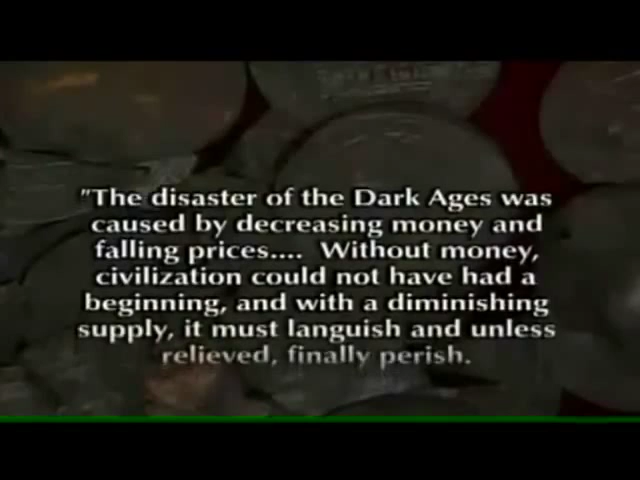 "The disaster of the Dark Ages was
caused by decreasing money and
falling prices.... Without money,
civilization could not have had a
beginning, and with a diminishing
supply, it must languish and unless
relieved, finally perish.